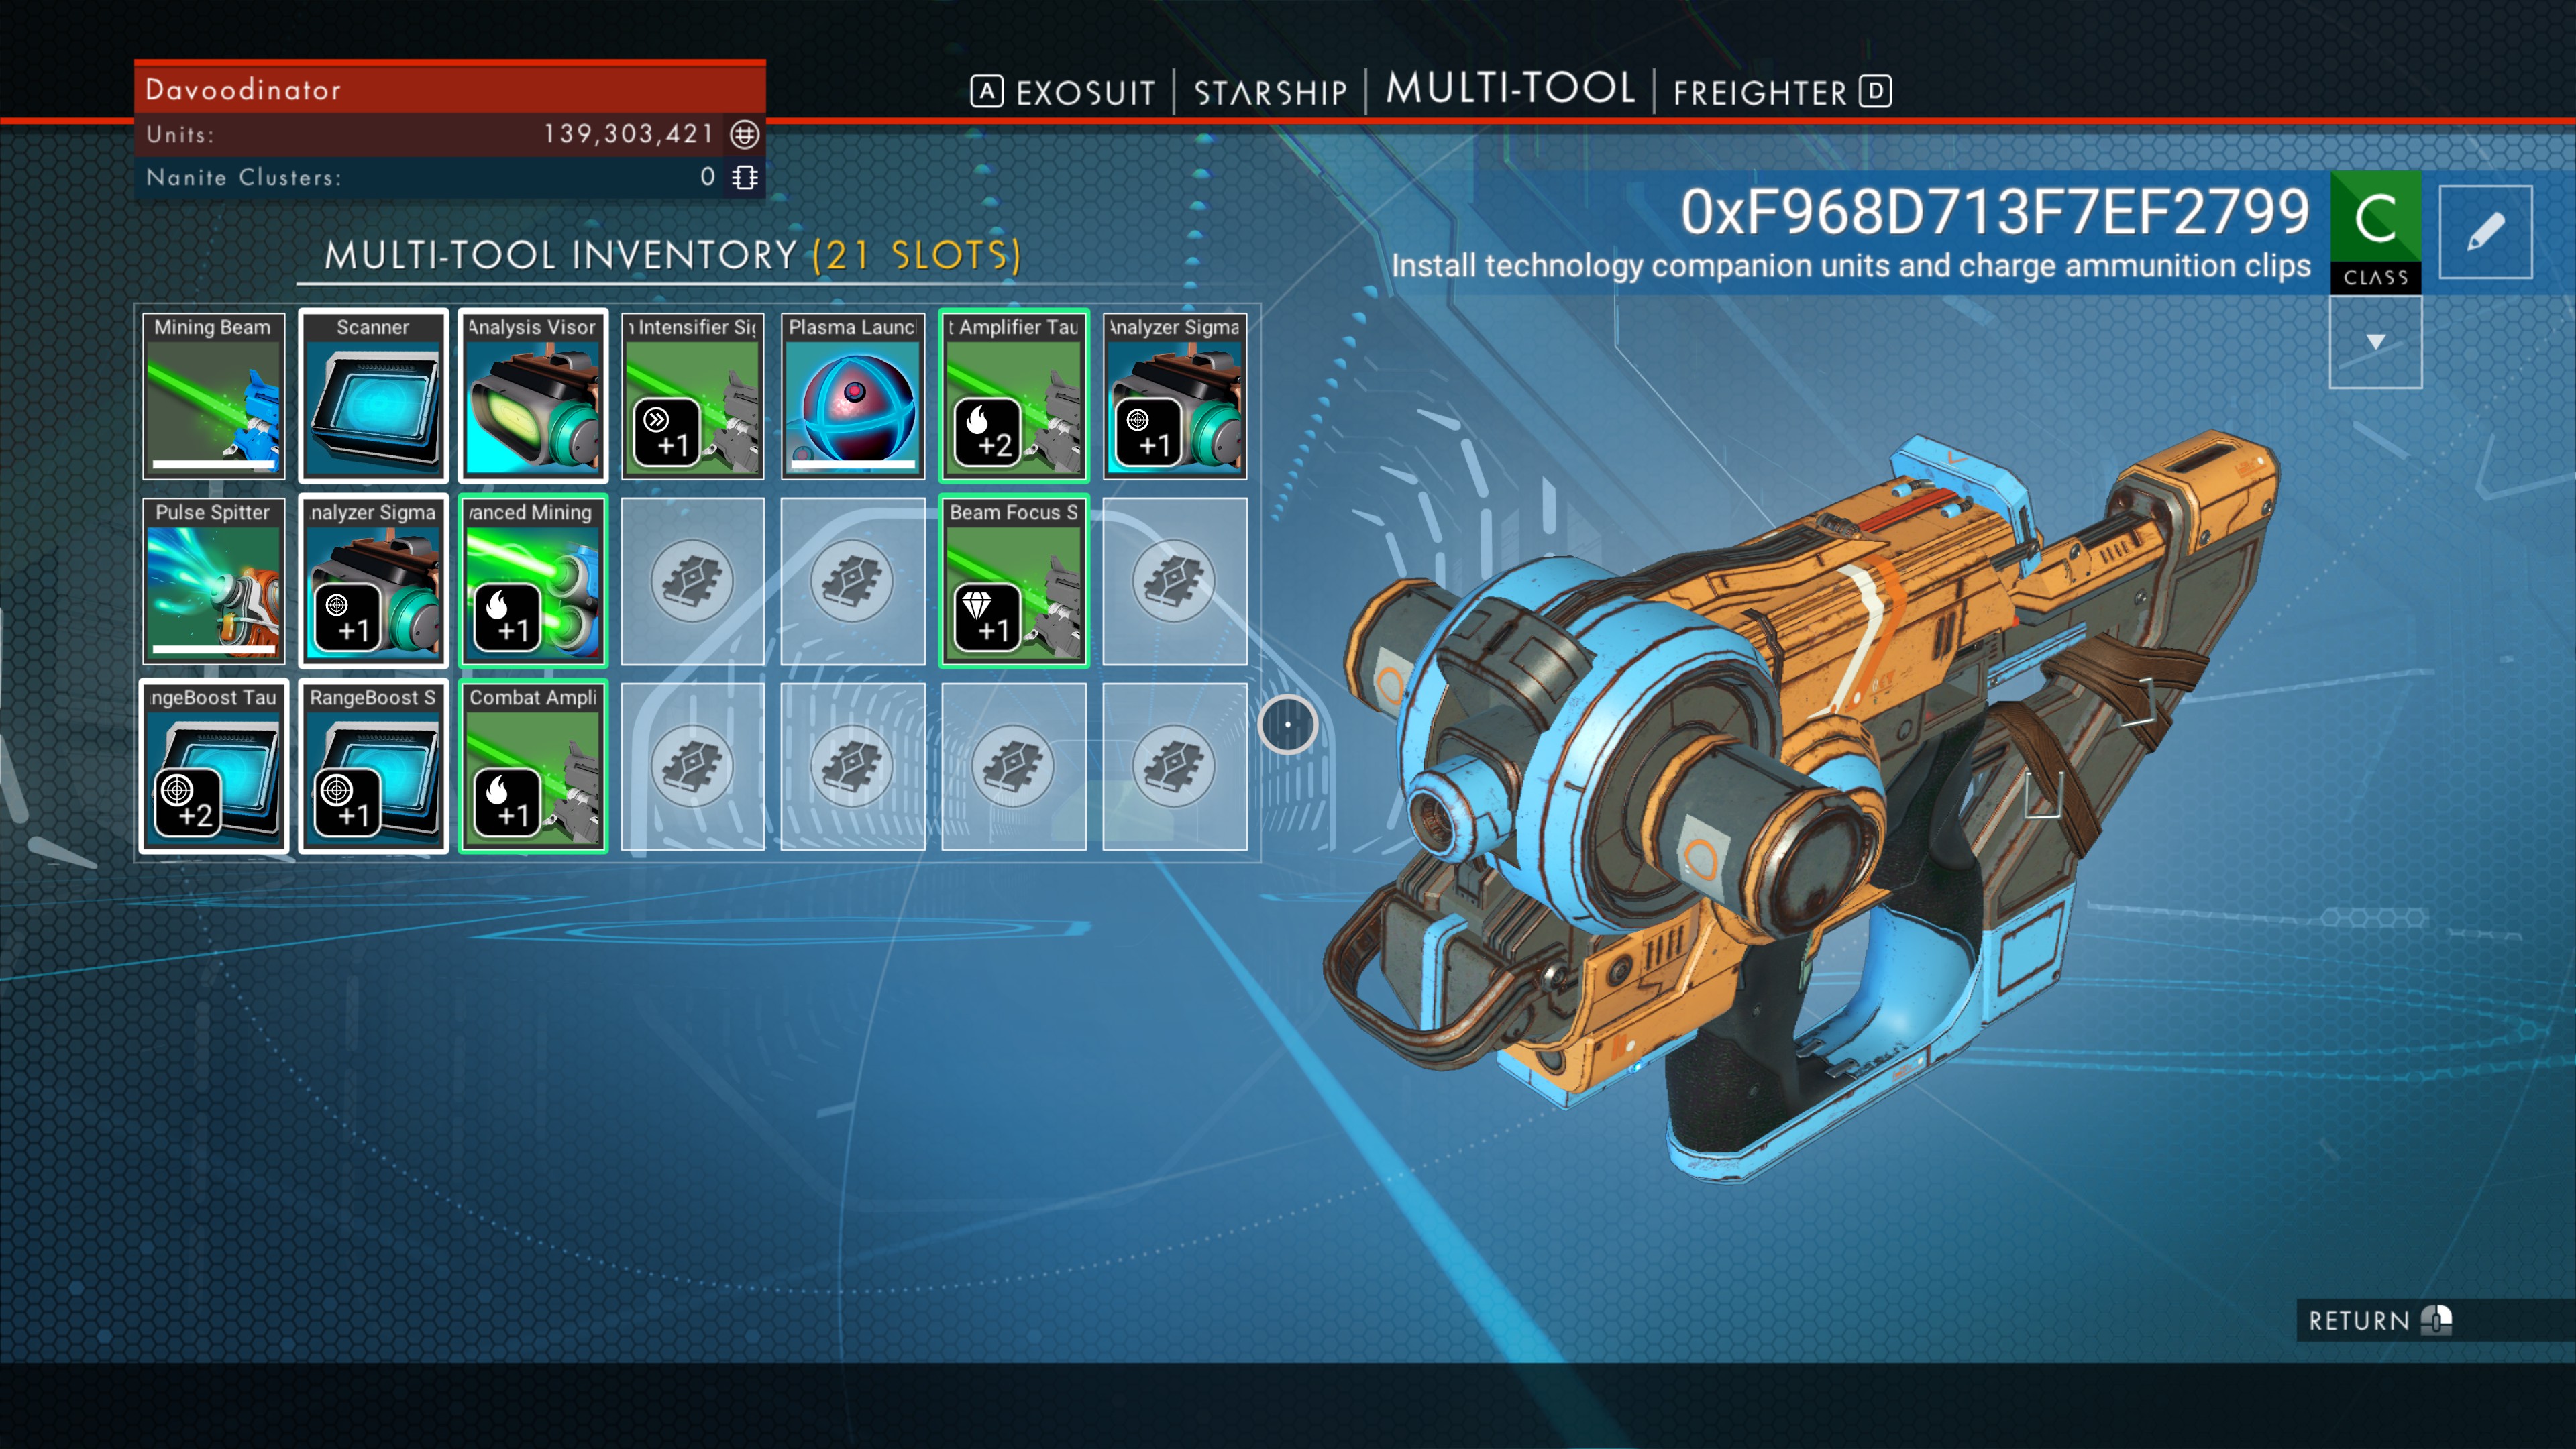 Davoodinator
Units: 139,303,421
Nanite Clusters: 0
A EXOSUIT STARSHIP MULTI-TOOL FREIGHTER D
0xF968D713F7EF2799
Install technology companion units and charge ammunition clips
C
CLASS
MULTI-TOOL INVENTORY (21 SLOTS)
Mining Beam Scanner Analysis Visor Intensifier Sig Plasma Launc t Amplifier Tau Analyzer Sigma
+1 +2 +1
Pulse Spitter nalyzer Sigma vanced Mining Beam Focus S
+1 +1 +1
ngeBoost Tau RangeBoost S Combat Ampli
+2 +1 +1
RETURN